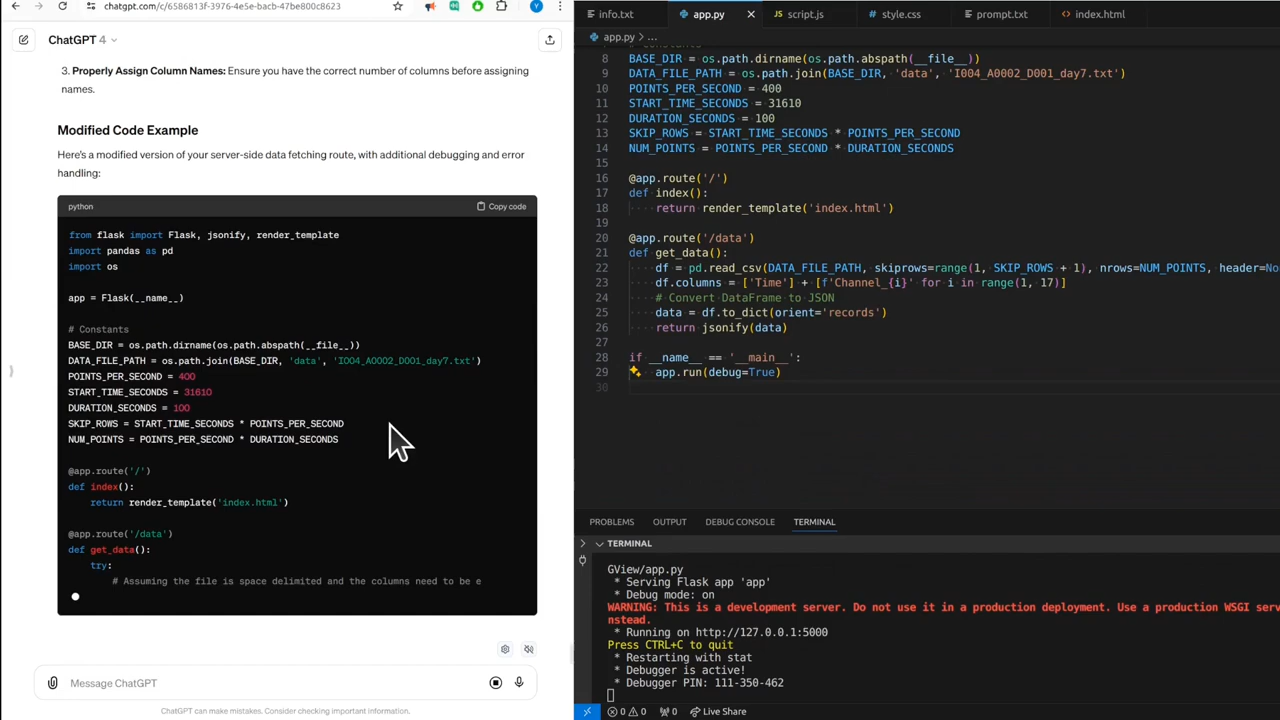 chatgpt.com/c/6586813f-3976-4e5e-bacb-47be800c8623
Y
ChatGPT 4
3. Properly Assign Column Names: Ensure you have the correct number of columns before assigning
names.
Modified Code Example
Here's a modified version of your server-side data fetching route, with additional debugging and error
handling:
python
Copy code
from flask import Flask, jsonify, render_template
import pandas as pd
import os
app = Flask(__name__)
# Constants
BASE_DIR = os.path.dirname(os.path.abspath(__file__))
DATA_FILE_PATH = os.path.join(BASE_DIR, 'data', 'I004_A0002_D001_day7.txt')
POINTS_PER_SECOND = 400
START_TIME_SECONDS = 31610
DURATION_SECONDS = 100
SKIP_ROWS = START_TIME_SECONDS * POINTS_PER_SECOND
NUM_POINTS = POINTS_PER_SECOND * DURATION_SECONDS
@app.route('/')
def index():
return render_template('index.html')
@app.route('/data')
def get_data():
try:
# Assuming the file is space delimited and the columns need to be e
Message ChatGPT
ChatGPT can make mistakes. Consider checking important information.
info.txt
app.py
JS script.js
style.css
prompt.txt
index.html
app.py > ...
8 BASE_DIR = os.path.dirname(os.path.abspath(__file__))
9 DATA_FILE_PATH = os.path.join(BASE_DIR, 'data', 'I004_A0002_D001_day7.txt')
10 POINTS_PER_SECOND = 400
11 START_TIME_SECONDS = 31610
12 DURATION_SECONDS = 100
13 SKIP_ROWS = START_TIME_SECONDS * POINTS_PER_SECOND
14 NUM_POINTS = POINTS_PER_SECOND * DURATION_SECONDS
15
16 @app.route('/')
17 def index():
18 return render_template('index.html')
19
20 @app.route('/data')
21 def get_data():
22 df = pd.read_csv(DATA_FILE_PATH, skiprows=range(1, SKIP_ROWS + 1), nrows=NUM_POINTS, header=No
23 df.columns = ['Time'] + [f'Channel_{i}' for i in range(1, 17)]
24 # Convert DataFrame to JSON
25 data = df.to_dict(orient='records')
26 return jsonify(data)
27
28 if __name__ == '__main__':
29 app.run(debug=True)
30
PROBLEMS OUTPUT DEBUG CONSOLE TERMINAL
TERMINAL
GView/app.py
* Serving Flask app 'app'
* Debug mode: on
WARNING: This is a development server. Do not use it in a production deployment. Use a production WSGI serv
nstead.
* Running on http://127.0.0.1:5000
Press CTRL+C to quit
* Restarting with stat
* Debugger is active!
* Debugger PIN: 111-350-462
0 0 0 Live Share